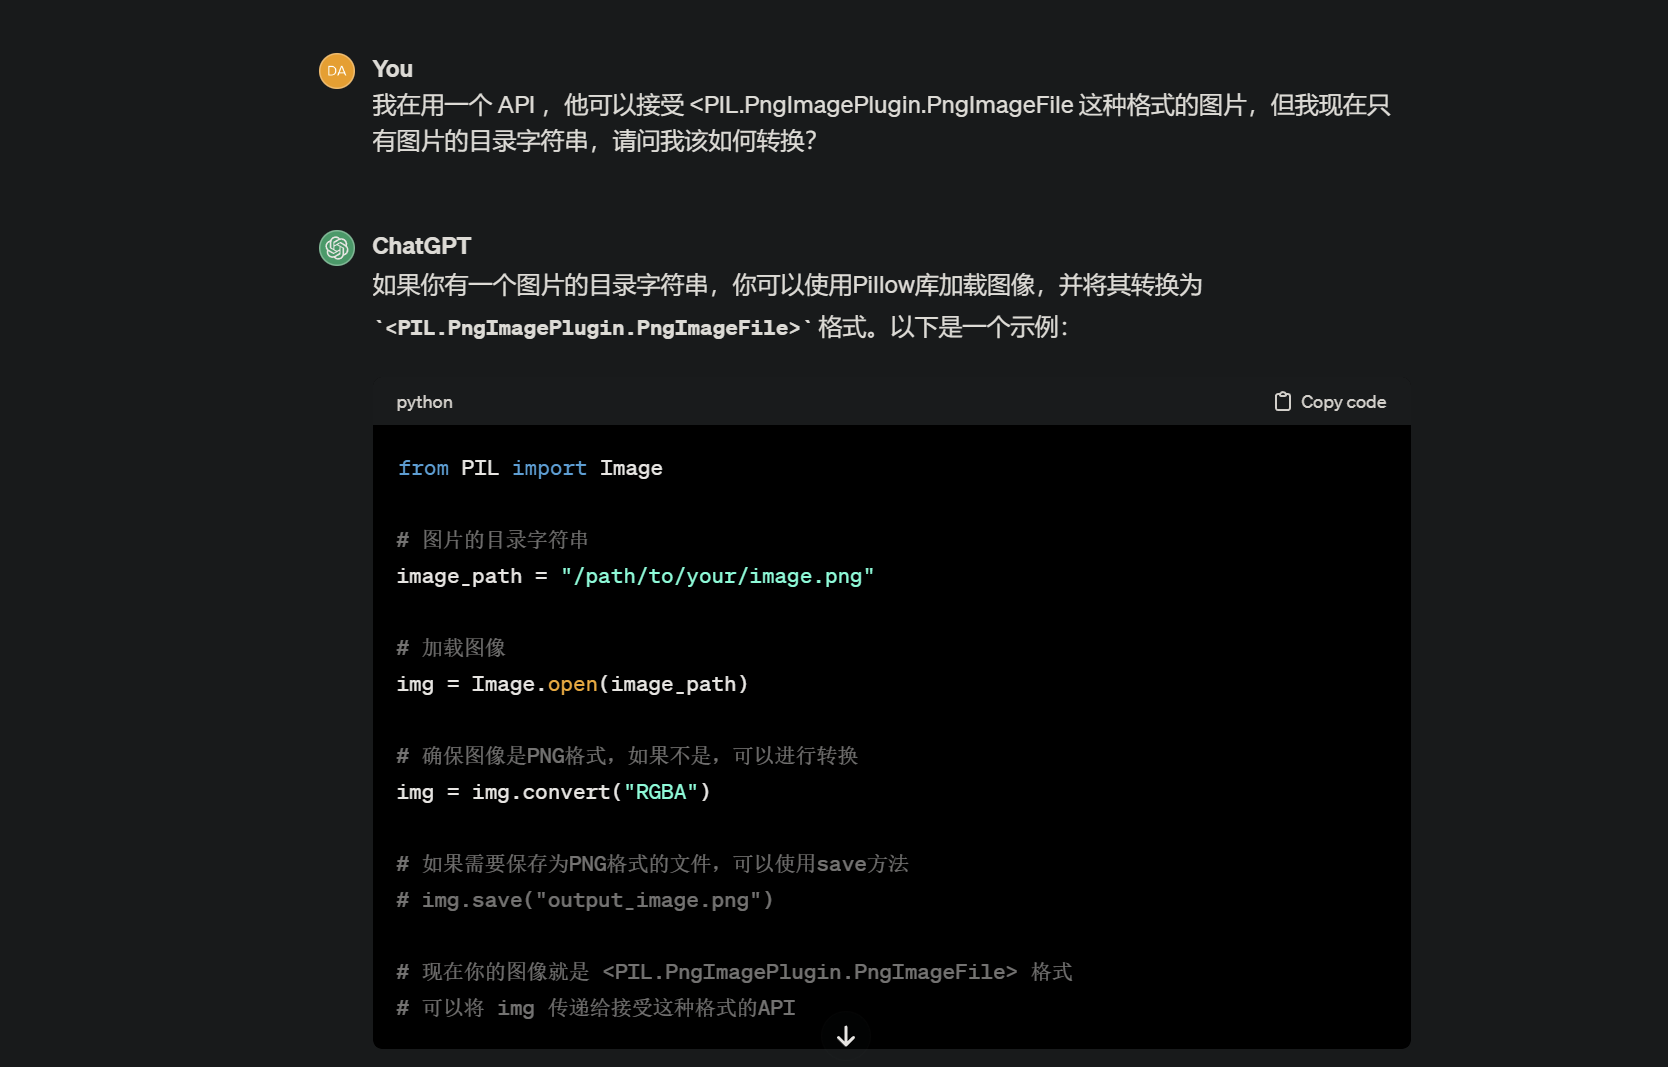 DA
You
我在用一个 API ，他可以接受 <PIL.PngImagePlugin.PngImageFile 这种格式的图片，但我现在只
有图片的目录字符串，请问我该如何转换？
ChatGPT
如果你有一个图片的目录字符串，你可以使用Pillow库加载图像，并将其转换为
`<PIL.PngImagePlugin.PngImageFile>` 格式。以下是一个示例：
python
Copy code
from PIL import Image
# 图片的目录字符串
image_path = "/path/to/your/image.png"
# 加载图像
img = Image.open(image_path)
# 确保图像是PNG格式，如果不是，可以进行转换
img = img.convert("RGBA")
# 如果需要保存为PNG格式的文件，可以使用save方法
# img.save("output_image.png")
# 现在你的图像就是 <PIL.PngImagePlugin.PngImageFile> 格式
# 可以将 img 传递给接受这种格式的API